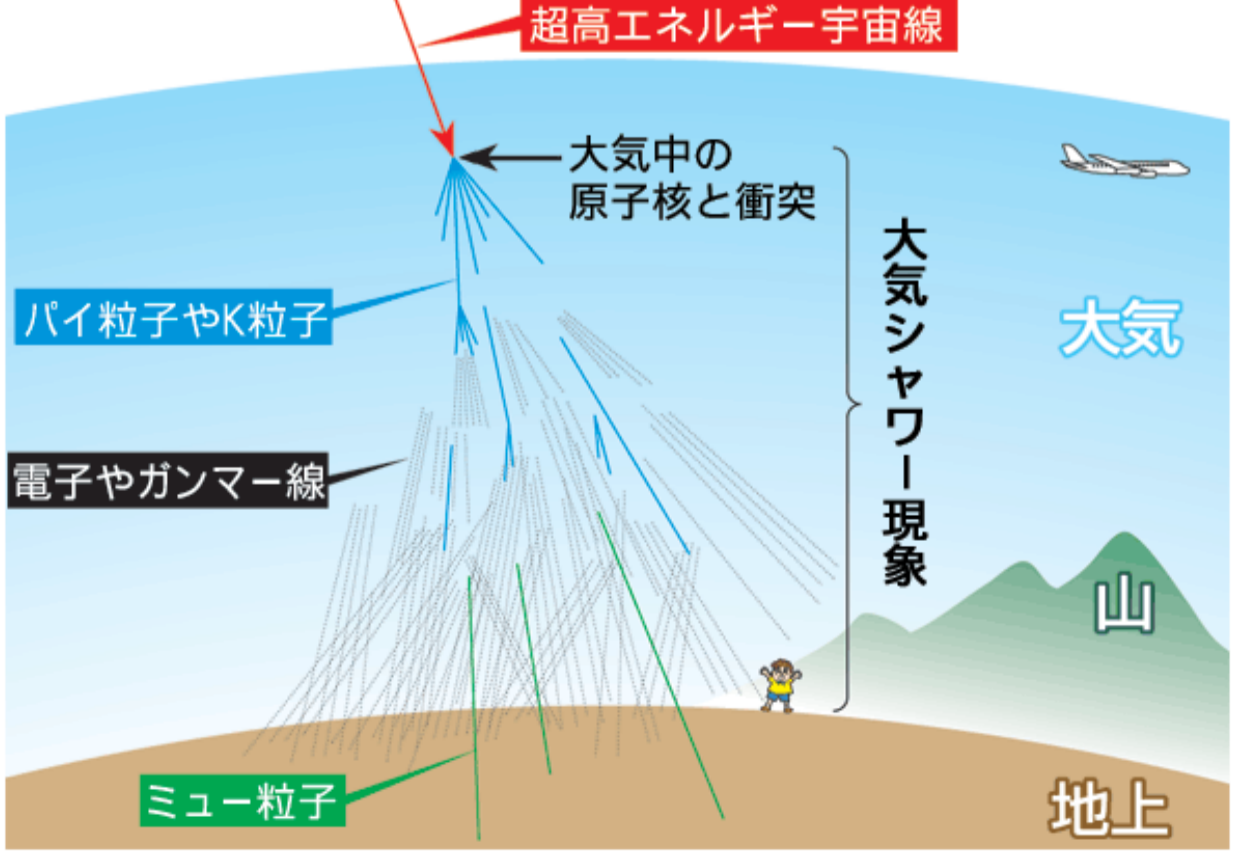 超高エネルギー宇宙線
大気中の
原子核と衝突
大気シャワー現象
パイ粒子やK粒子
大気
電子やガンマー線
山
ミュー粒子
地上